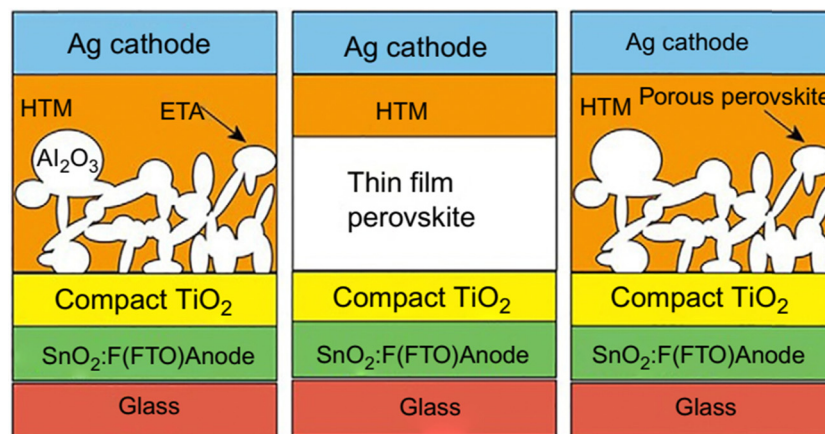 Ag cathode
HTM
ETA
Al₂O₃
Compact TiO₂
SnO₂:F(FTO)Anode
Glass
Ag cathode
HTM
Thin film
perovskite
Compact TiO₂
SnO₂:F(FTO)Anode
Glass
Ag cathode
HTM
Porous perovskite
Compact TiO₂
SnO₂:F(FTO)Anode
Glass